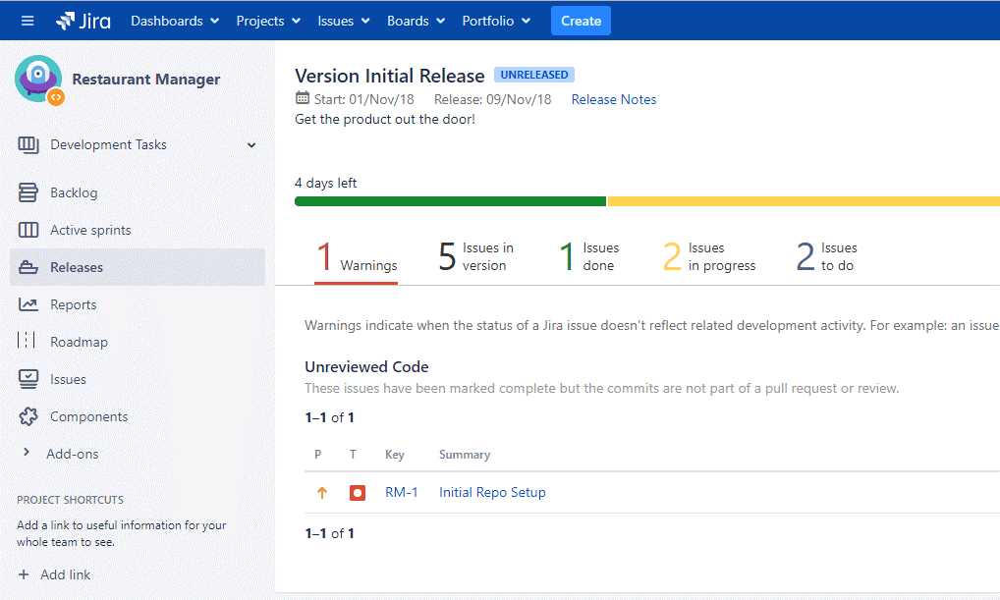 Jira Dashboards Projects Issues Boards Portfolio Create
Restaurant Manager
Development Tasks
Backlog
Active sprints
Releases
Reports
Roadmap
Issues
Components
Add-ons
PROJECT SHORTCUTS
Add a link to useful information for your
whole team to see.
+ Add link
Version Initial Release UNRELEASED
Start: 01/Nov/18 Release: 09/Nov/18 Release Notes
Get the product out the door!
4 days left
1 Warnings
5 Issues in
version
1 Issues
done
2 Issues
in progress
2 Issues
to do
Warnings indicate when the status of a Jira issue doesn't reflect related development activity. For example: an issue
Unreviewed Code
These issues have been marked complete but the commits are not part of a pull request or review.
1–1 of 1
P T Key Summary
RM-1 Initial Repo Setup
1–1 of 1